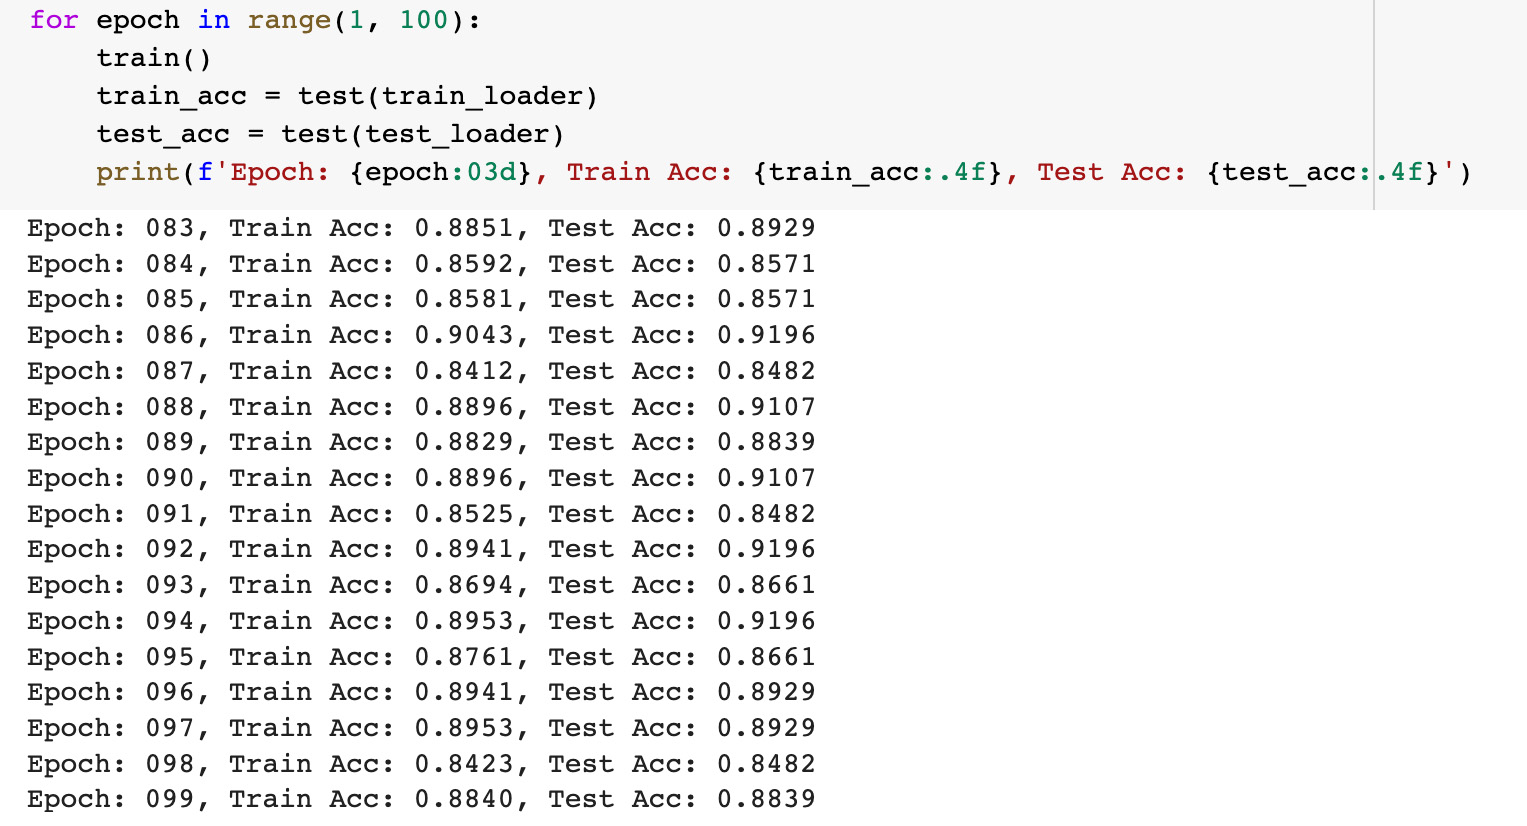 for epoch in range(1, 100):
    train()
    train_acc = test(train_loader)
    test_acc = test(test_loader)
    print(f'Epoch: {epoch:03d}, Train Acc: {train_acc:.4f}, Test Acc: {test_acc:.4f}')
Epoch: 083, Train Acc: 0.8851, Test Acc: 0.8929
Epoch: 084, Train Acc: 0.8592, Test Acc: 0.8571
Epoch: 085, Train Acc: 0.8581, Test Acc: 0.8571
Epoch: 086, Train Acc: 0.9043, Test Acc: 0.9196
Epoch: 087, Train Acc: 0.8412, Test Acc: 0.8482
Epoch: 088, Train Acc: 0.8896, Test Acc: 0.9107
Epoch: 089, Train Acc: 0.8829, Test Acc: 0.8839
Epoch: 090, Train Acc: 0.8896, Test Acc: 0.9107
Epoch: 091, Train Acc: 0.8525, Test Acc: 0.8482
Epoch: 092, Train Acc: 0.8941, Test Acc: 0.9196
Epoch: 093, Train Acc: 0.8694, Test Acc: 0.8661
Epoch: 094, Train Acc: 0.8953, Test Acc: 0.9196
Epoch: 095, Train Acc: 0.8761, Test Acc: 0.8661
Epoch: 096, Train Acc: 0.8941, Test Acc: 0.8929
Epoch: 097, Train Acc: 0.8953, Test Acc: 0.8929
Epoch: 098, Train Acc: 0.8423, Test Acc: 0.8482
Epoch: 099, Train Acc: 0.8840, Test Acc: 0.8839